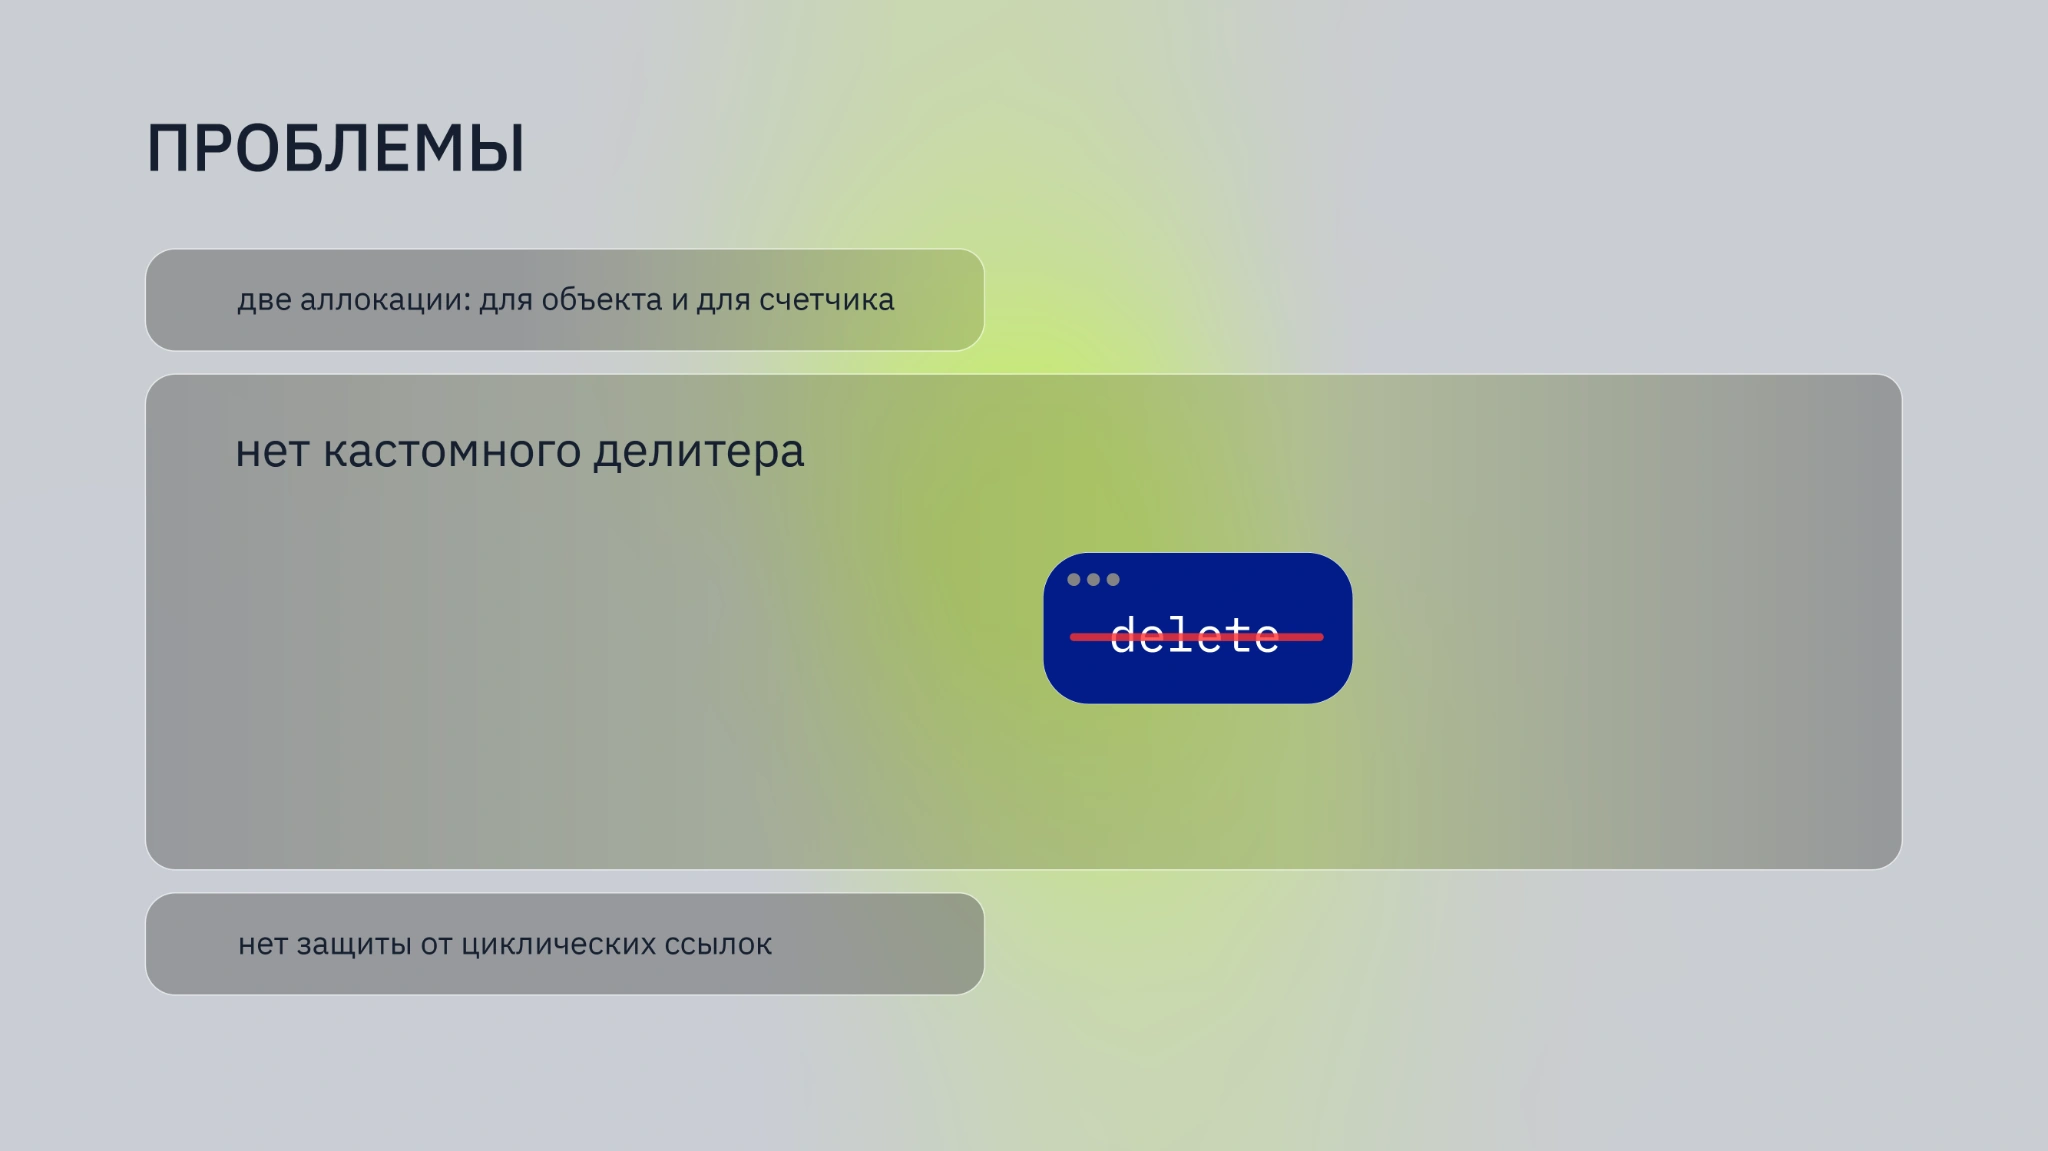 ПРОБЛЕМЫ
две аллокации: для объекта и для счетчика
нет кастомного делитера
delete
нет защиты от циклических ссылок